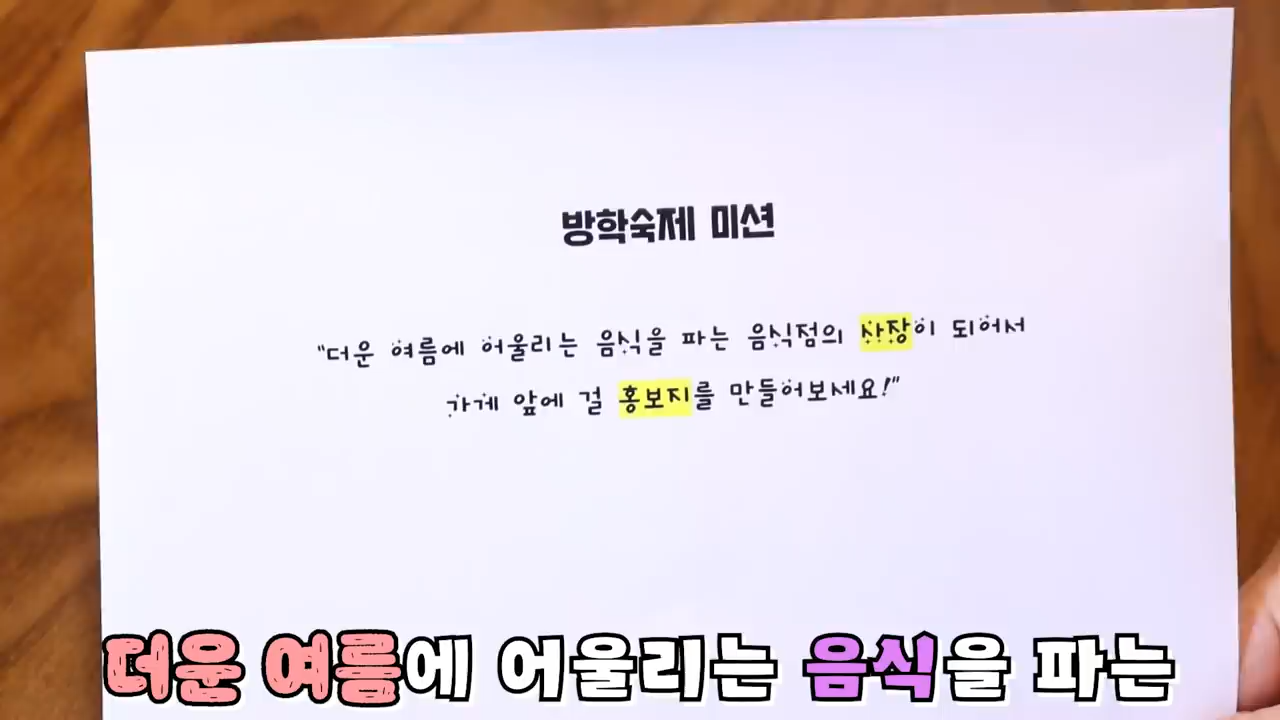 방학숙제 미션
"더운 여름에 어울리는 음식을 파는 음식점의 사장이 되어서
가게 앞에 걸 홍보지를 만들어보세요!"
더운 여름에 어울리는 음식을 파는